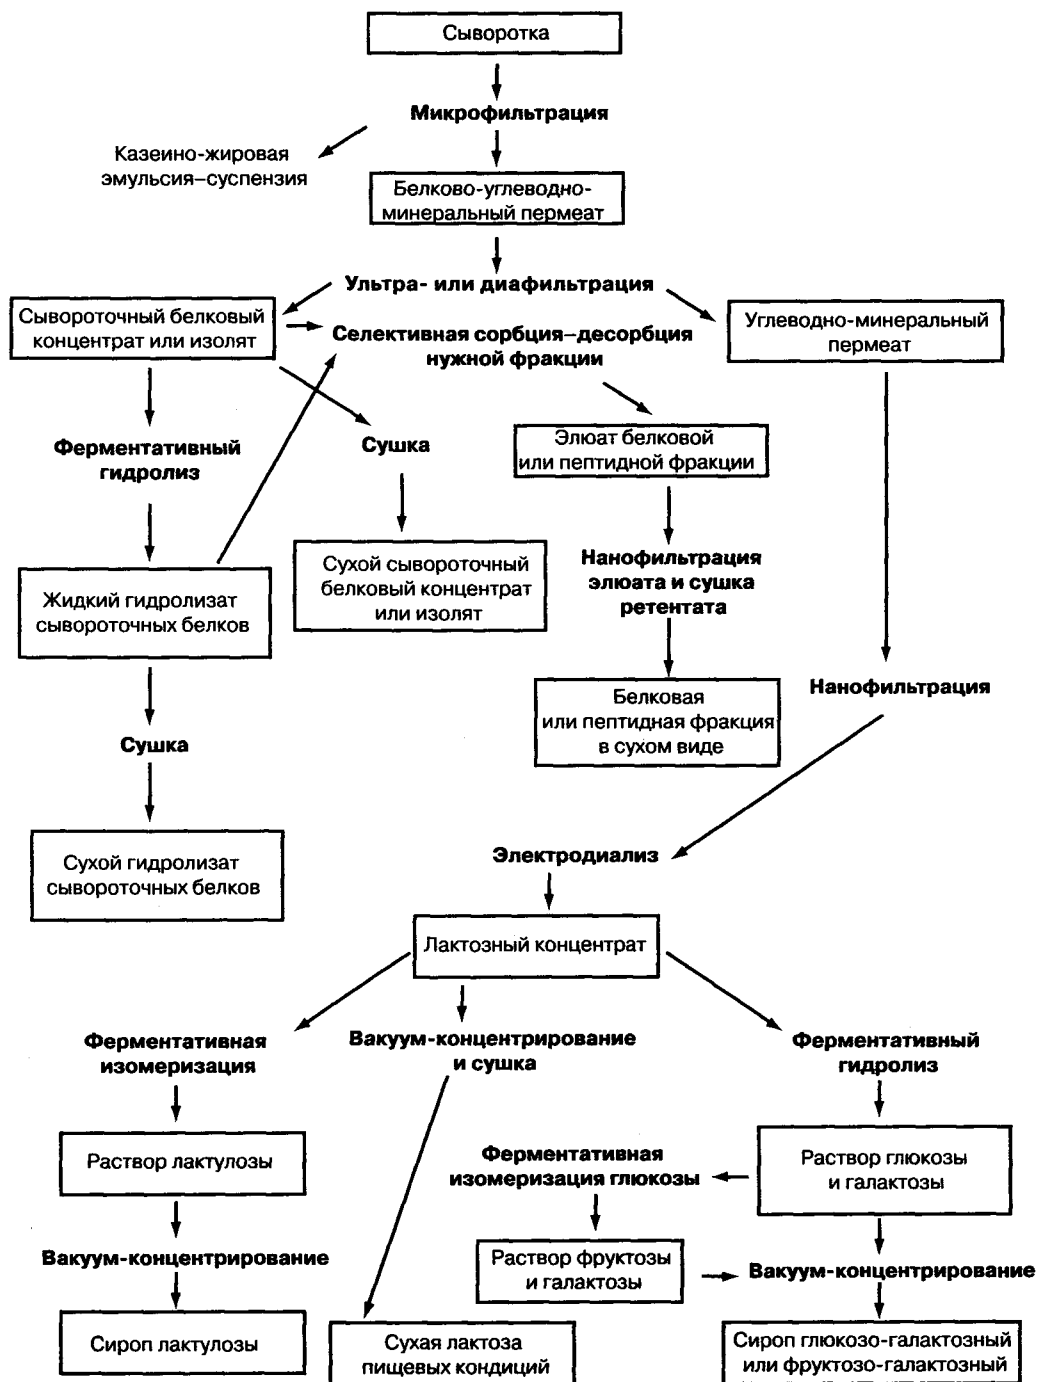 Сыворотка
Микрофильтрация
Казеино-жировая
эмульсия–суспензия
Белково-углеводно-
минеральный пермеат
Ультра- или диафильтрация
Сывороточный белковый
концентрат или изолят
Селективная сорбция–десорбция
нужной фракции
Углеводно-минеральный
пермеат
Ферментативный
гидролиз
Сушка
Элюат белковой
или пептидной фракции
Жидкий гидролизат
сывороточных белков
Сухой сывороточный
белковый концентрат
или изолят
Нанофильтрация
элюата и сушка
ретентата
Белковая
или пептидная фракция
в сухом виде
Нанофильтрация
Сушка
Сухой гидролизат
сывороточных белков
Электродиализ
Лактозный концентрат
Ферментативная
изомеризация
Вакуум-концентрирование
и сушка
Ферментативный
гидролиз
Раствор лактулозы
Ферментативная
изомеризация глюкозы
Раствор глюкозы
и галактозы
Вакуум-концентрирование
Раствор фруктозы
и галактозы
Вакуум-концентрирование
Сироп лактулозы
Сухая лактоза
пищевых кондиций
Сироп глюкозо-галактозный
или фруктозо-галактозный